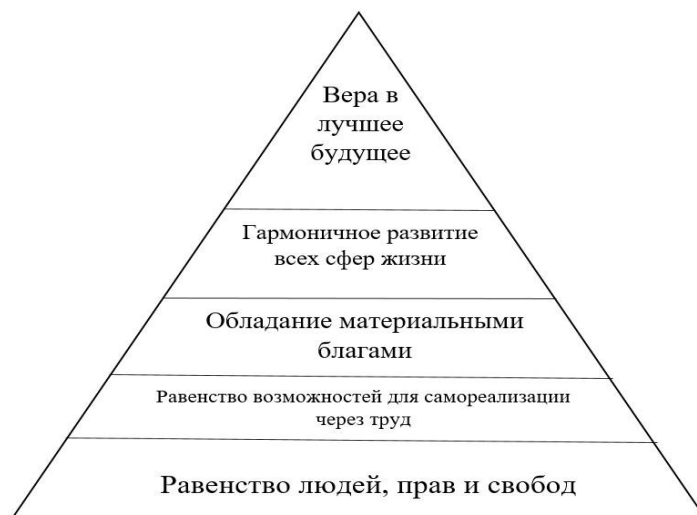 Вера в
лучшее
будущее
Гармоничное развитие
всех сфер жизни
Обладание материальными
благами
Равенство возможностей для самореализации
через труд
Равенство людей, прав и свобод